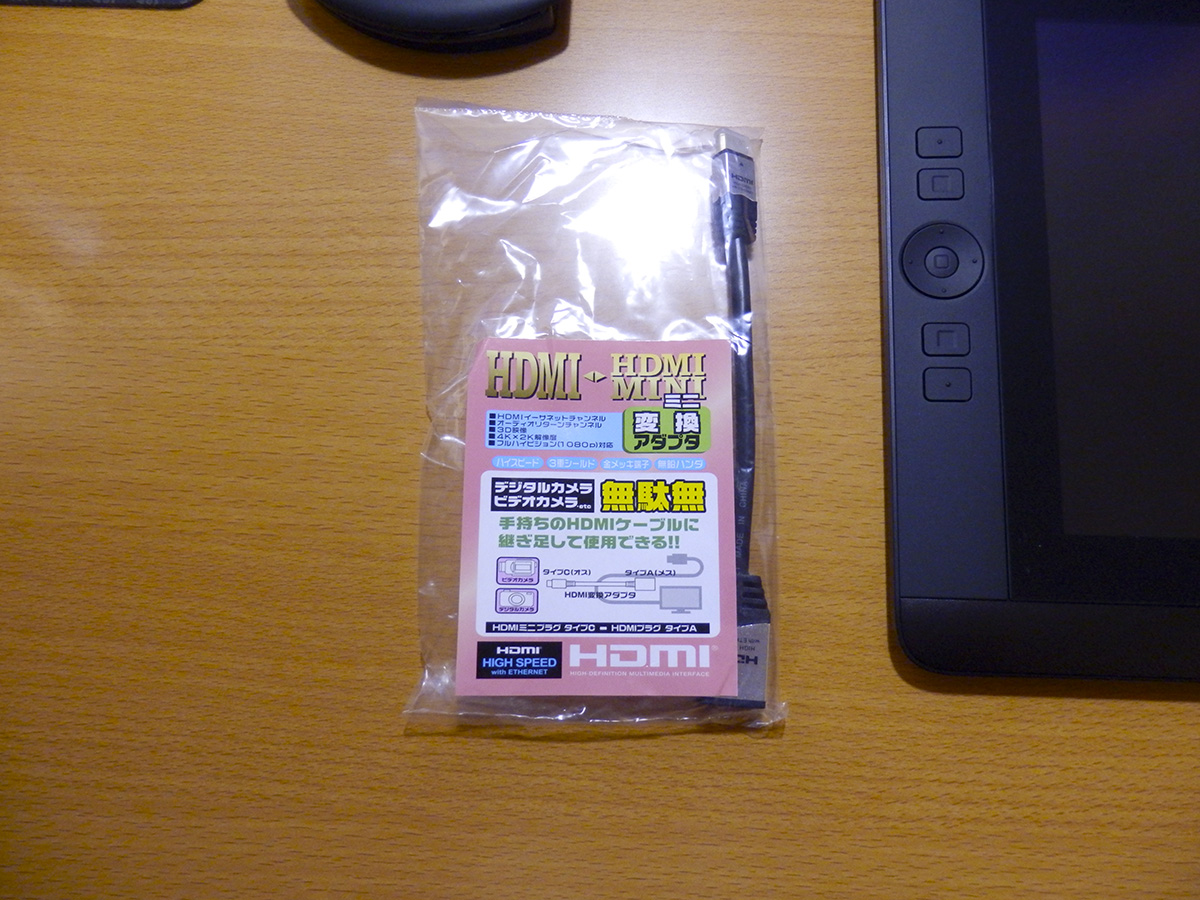 HDMI
HDMI ◂▸ HDMI
MINI
ミニ
■HDMIイーサネットチャンネル
■オーディオリターンチャンネル
■3D映像
■4K×2K解像度
■フルハイビジョン(1080p)対応
変換
アダプタ
ハイスピード 3重シールド 金メッキ端子 無鉛ハンダ
デジタルカメラ
ビデオカメラ.etc
無駄無
手持ちのHDMIケーブルに
継ぎ足して使用できる!!
タイプC(オス) タイプA(メス)
ビデオカメラ
HDMI変換アダプタ
デジタルカメラ
HDMIミニプラグ タイプC ー HDMIプラグ タイプA
HDMI
HIGH SPEED
with ETHERNET
HDMI
HIGH-DEFINITION MULTIMEDIA INTERFACE
MADE IN CHINA
HDMI